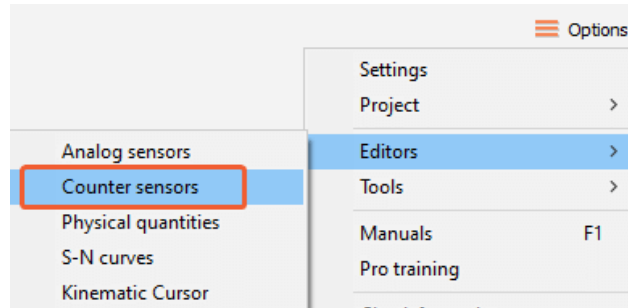 Options
Settings
Project
Editors
Tools
Manuals F1
Pro training
Analog sensors
Counter sensors
Physical quantities
S-N curves
Kinematic Cursor